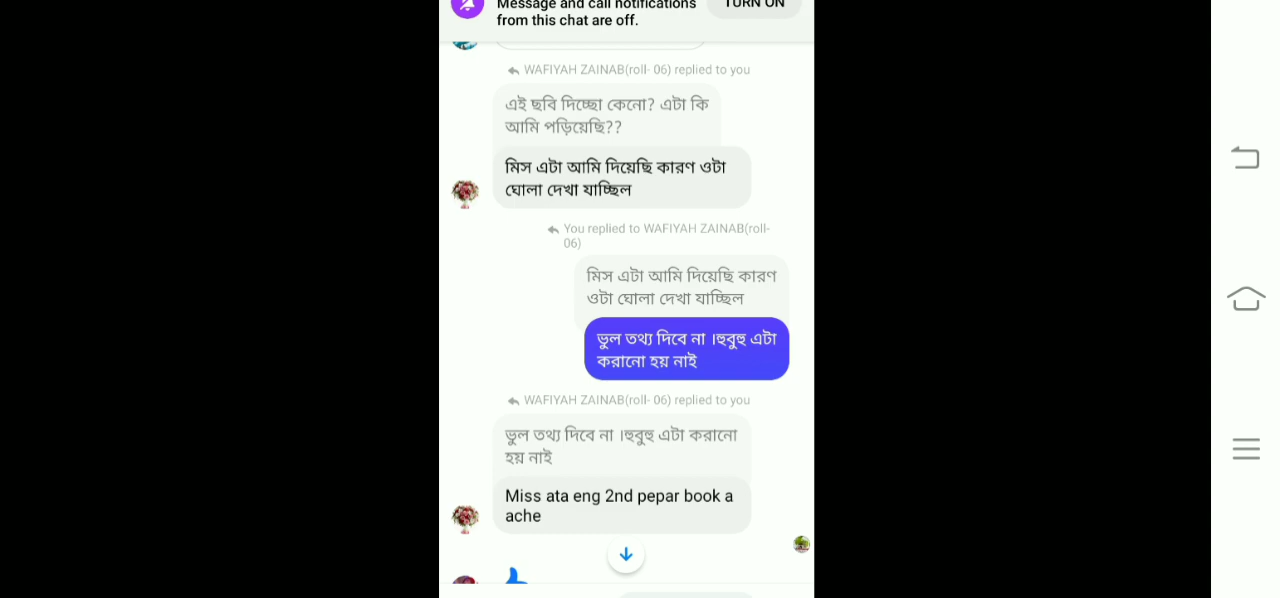 Message and call notifications
from this chat are off.
TURN ON
WAFIYAH ZAINAB(roll- 06) replied to you
এই ছবি দিচ্ছো কেনো? এটা কি
আমি পড়িয়েছি??
মিস এটা আমি দিয়েছি কারণ ওটা
ঘোলা দেখা যাচ্ছিল
You replied to WAFIYAH ZAINAB(roll-
06)
মিস এটা আমি দিয়েছি কারণ
ওটা ঘোলা দেখা যাচ্ছিল
ভুল তথ্য দিবে না ।হুবুহু এটা
করানো হয় নাই
WAFIYAH ZAINAB(roll- 06) replied to you
ভুল তথ্য দিবে না ।হুবুহু এটা করানো
হয় নাই
Miss ata eng 2nd pepar book a
ache